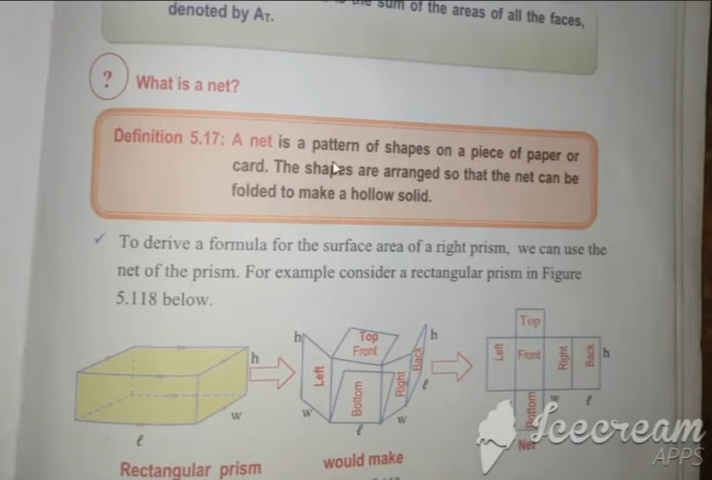 the sum of the areas of all the faces,
denoted by AT.
? What is a net?
Definition 5.17: A net is a pattern of shapes on a piece of paper or
card. The shapes are arranged so that the net can be
folded to make a hollow solid.
✓ To derive a formula for the surface area of a right prism, we can use the
net of the prism. For example consider a rectangular prism in Figure
5.118 below.
h
w
ℓ
h
Top
Front
h
Left
Bottom
Right
Back
w
ℓ
w
ℓ
Top
Left
Front
Right
Back
h
Bottom
w
ℓ
Net
Rectangular prism
would make
Icecream
APPS